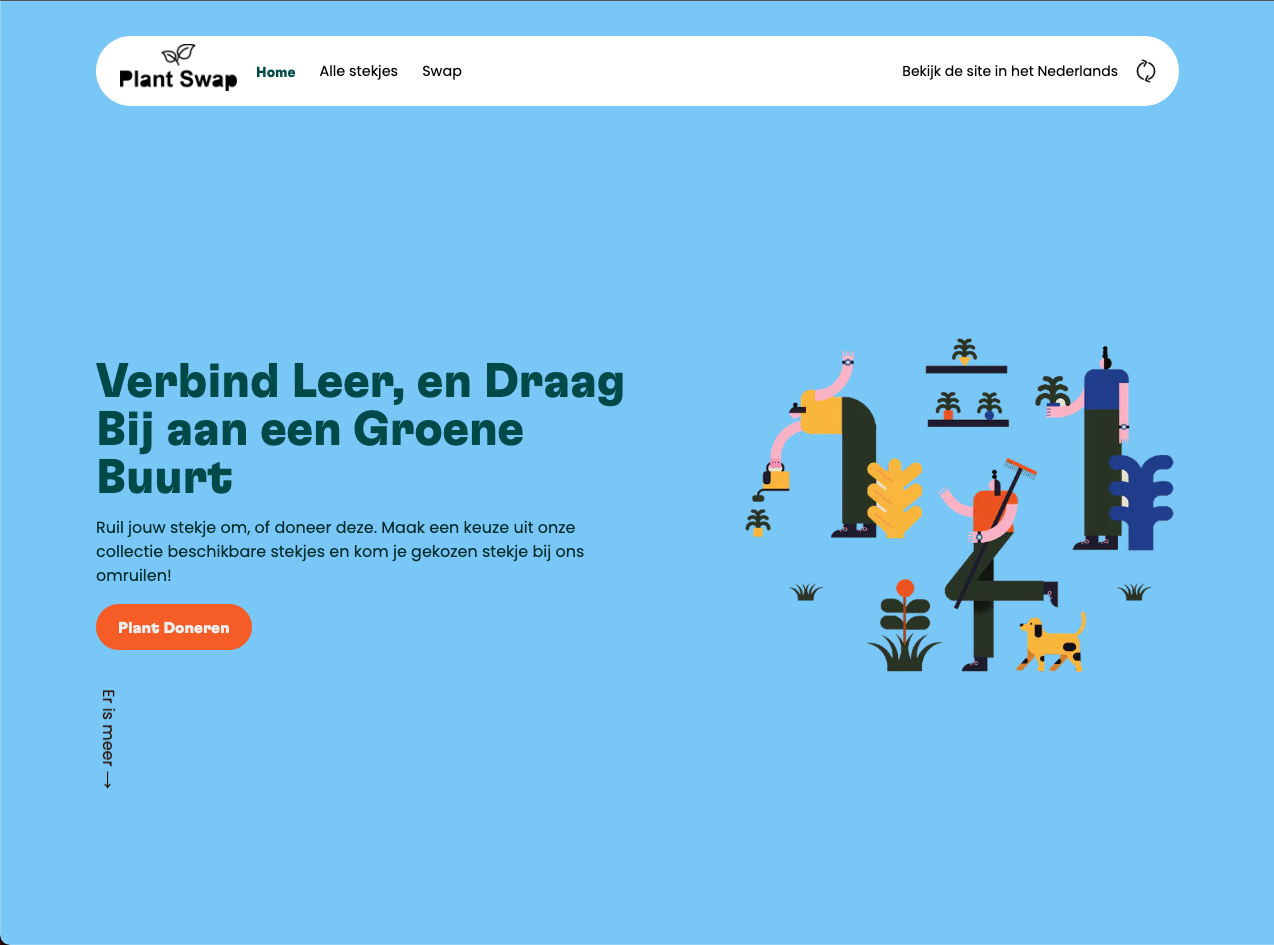 Plant Swap
Home
Alle stekjes
Swap
Bekijk de site in het Nederlands
Verbind Leer, en Draag
Bij aan een Groene
Buurt
Ruil jouw stekje om, of doneer deze. Maak een keuze uit onze
collectie beschikbare stekjes en kom je gekozen stekje bij ons
omruilen!
Plant Doneren
Er is meer →